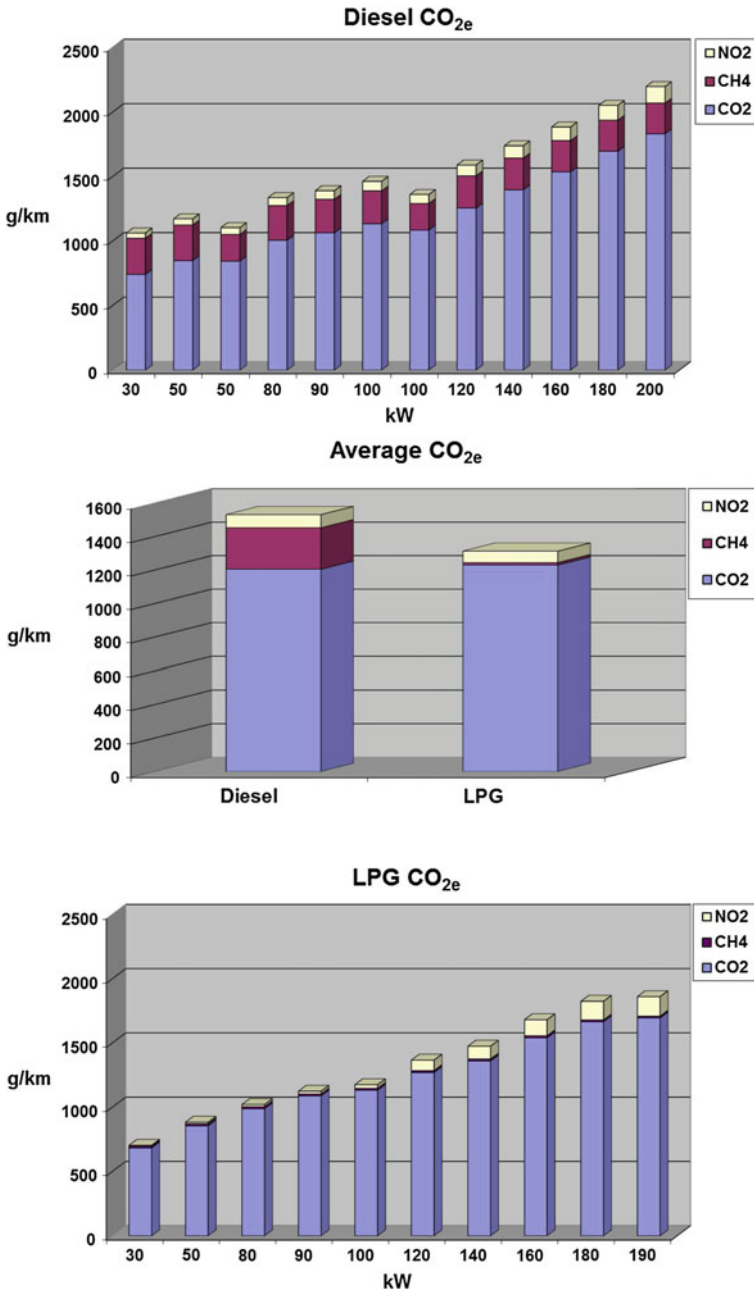 Diesel CO2e
2500
2000
1500
1000
500
0
g/km
30 50 50 80 90 100 100 120 140 160 180 200
kW
NO2
CH4
CO2
Average CO2e
1600
1400
1200
1000
800
600
400
200
0
g/km
Diesel LPG
NO2
CH4
CO2
LPG CO2e
2500
2000
1500
1000
500
0
g/km
30 50 80 90 100 120 140 160 180 190
kW
NO2
CH4
CO2